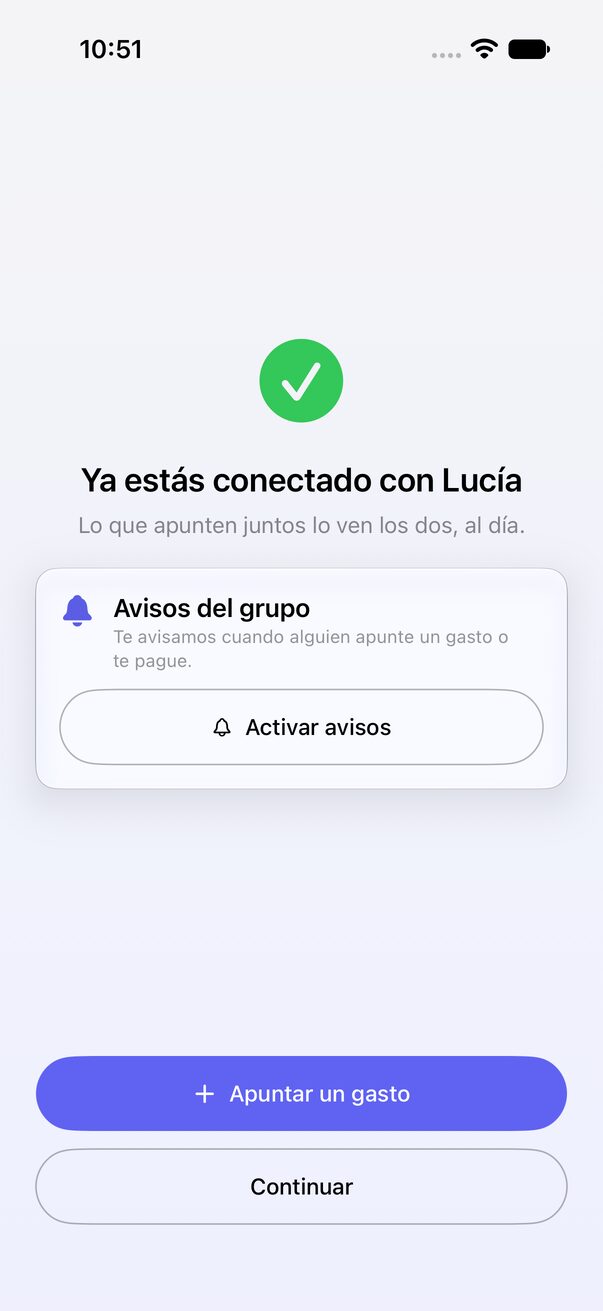 10:51
Ya estás conectado con Lucía
Lo que apunten juntos lo ven los dos, al día.
Avisos del grupo
Te avisamos cuando alguien apunte un gasto o
te pague.
Activar avisos
Apuntar un gasto
Continuar